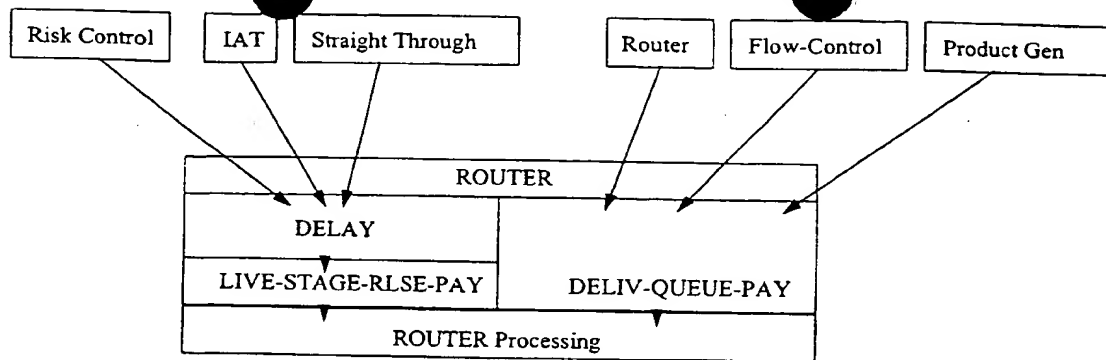 Risk Control
IAT
Straight Through
Router
Flow-Control
Product Gen
ROUTER
DELAY
LIVE-STAGE-RLSE-PAY
DELIV-QUEUE-PAY
ROUTER Processing